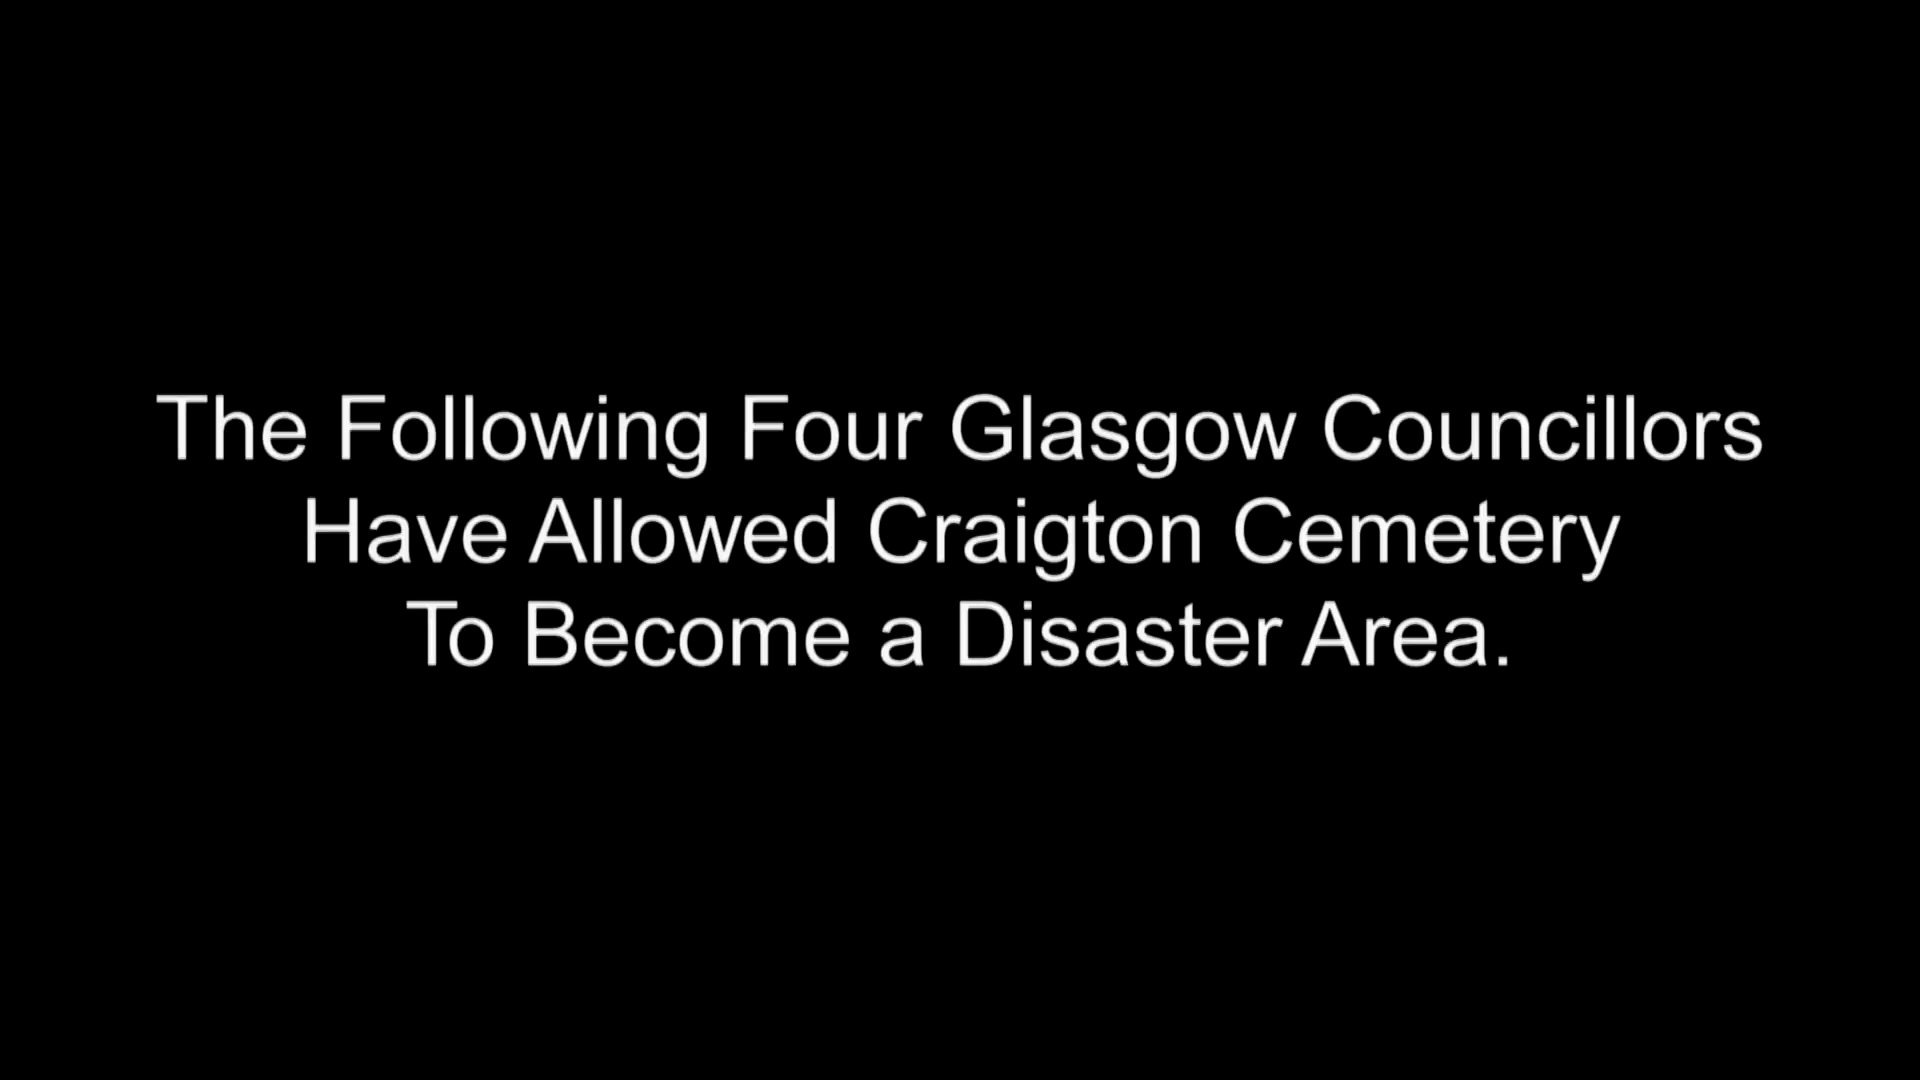 The Following Four Glasgow Councillors
Have Allowed Craigton Cemetery
To Become a Disaster Area.